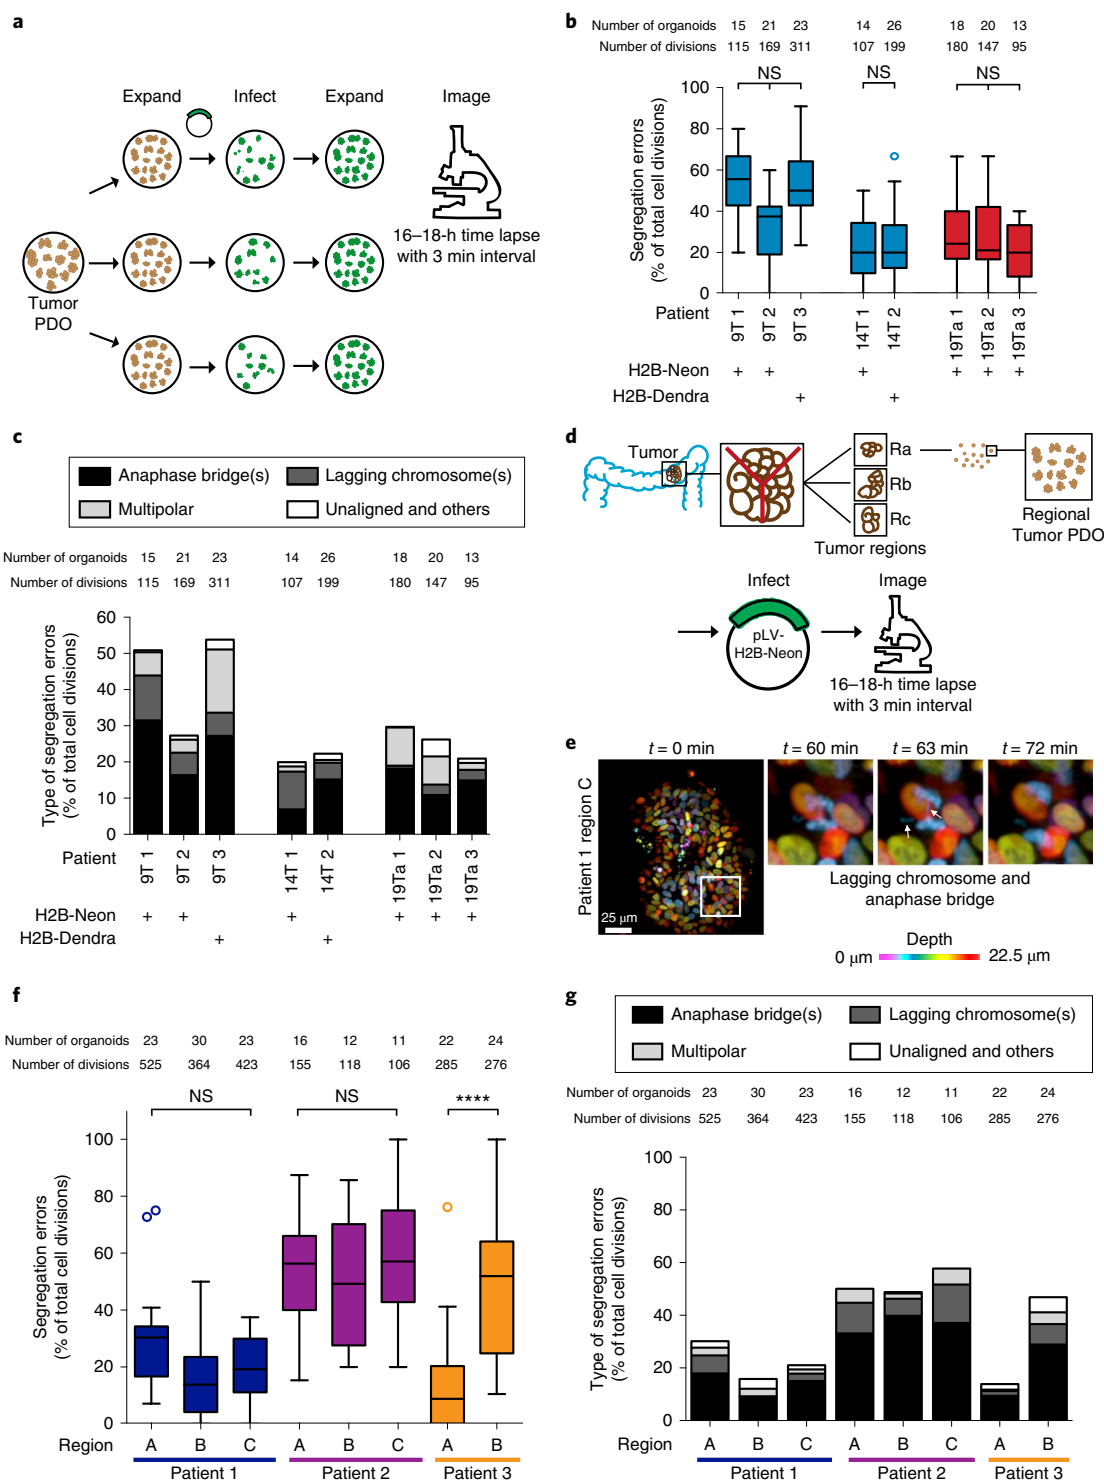 a
Expand Infect Expand Image
Tumor
PDO
16–18-h time lapse
with 3 min interval
b
Number of organoids 15 21 23 14 26 18 20 13
Number of divisions 115 169 311 107 199 180 147 95
NS NS NS
Segregation errors
(% of total cell divisions)
100
80
60
40
20
0
Patient 9T 1 9T 2 9T 3 14T 1 14T 2 19Ta 1 19Ta 2 19Ta 3
H2B-Neon + + + + + +
H2B-Dendra + +
c
Anaphase bridge(s) Lagging chromosome(s)
Multipolar Unaligned and others
Number of organoids 15 21 23 14 26 18 20 13
Number of divisions 115 169 311 107 199 180 147 95
Type of segregation errors
(% of total cell divisions)
60
50
40
30
20
10
0
Patient 9T 1 9T 2 9T 3 14T 1 14T 2 19Ta 1 19Ta 2 19Ta 3
H2B-Neon + + + + + +
H2B-Dendra + +
d
Tumor
Ra
Rb
Rc
Tumor regions
Regional
Tumor PDO
Infect Image
pLV-
H2B-Neon
16–18-h time lapse
with 3 min interval
e
t = 0 min t = 60 min t = 63 min t = 72 min
Patient 1 region C
25 μm
Lagging chromosome and
anaphase bridge
Depth
0 μm 22.5 μm
f
Number of organoids 23 30 23 16 12 11 22 24
Number of divisions 525 364 423 155 118 106 285 276
NS NS ****
Segregation errors
(% of total cell divisions)
100
80
60
40
20
0
Region A B C A B C A B
Patient 1 Patient 2 Patient 3
g
Anaphase bridge(s) Lagging chromosome(s)
Multipolar Unaligned and others
Number of organoids 23 30 23 16 12 11 22 24
Number of divisions 525 364 423 155 118 106 285 276
Type of segregation errors
(% of total cell divisions)
100
80
60
40
20
0
Region A B C A B C A B
Patient 1 Patient 2 Patient 3